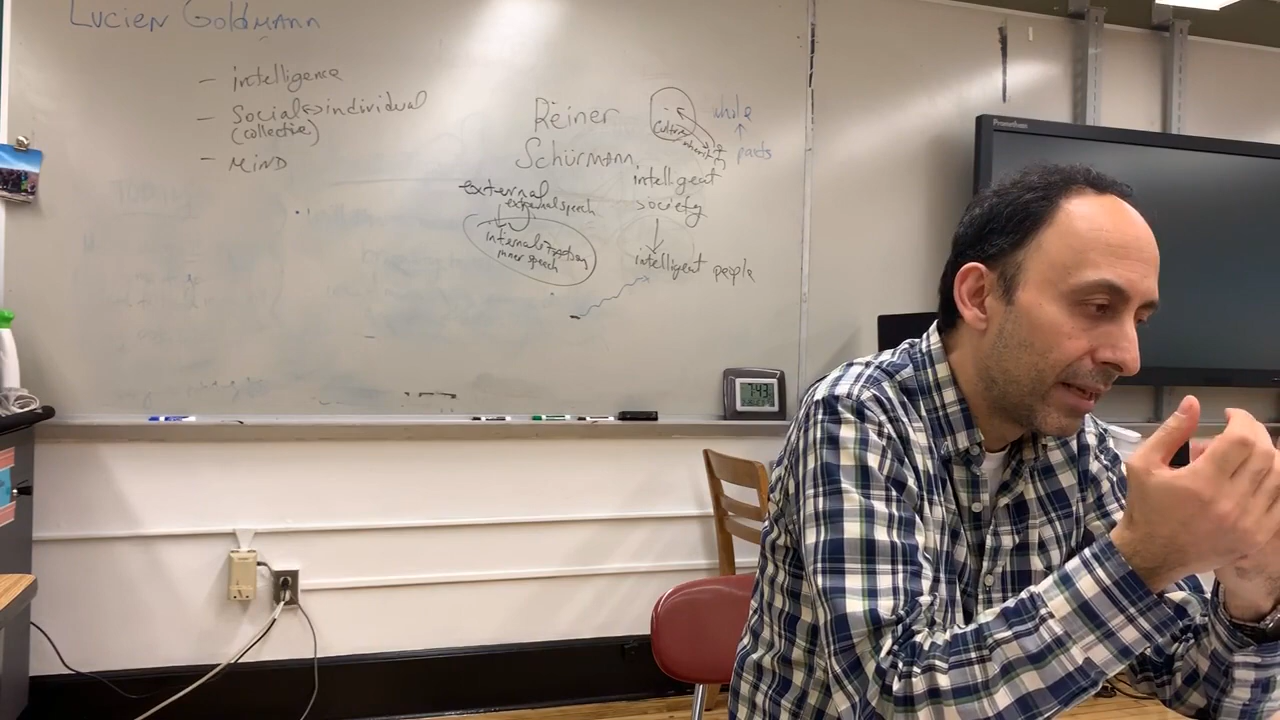 Lucien Goldmann
- intelligence
- Social ↔ individual
(collective)
- MIND
Reiner
Schürmann
culture
whole
↑
parts
external
external speech
inner speech
intelligent
society
↓
intelligent people
Promethean
7:43